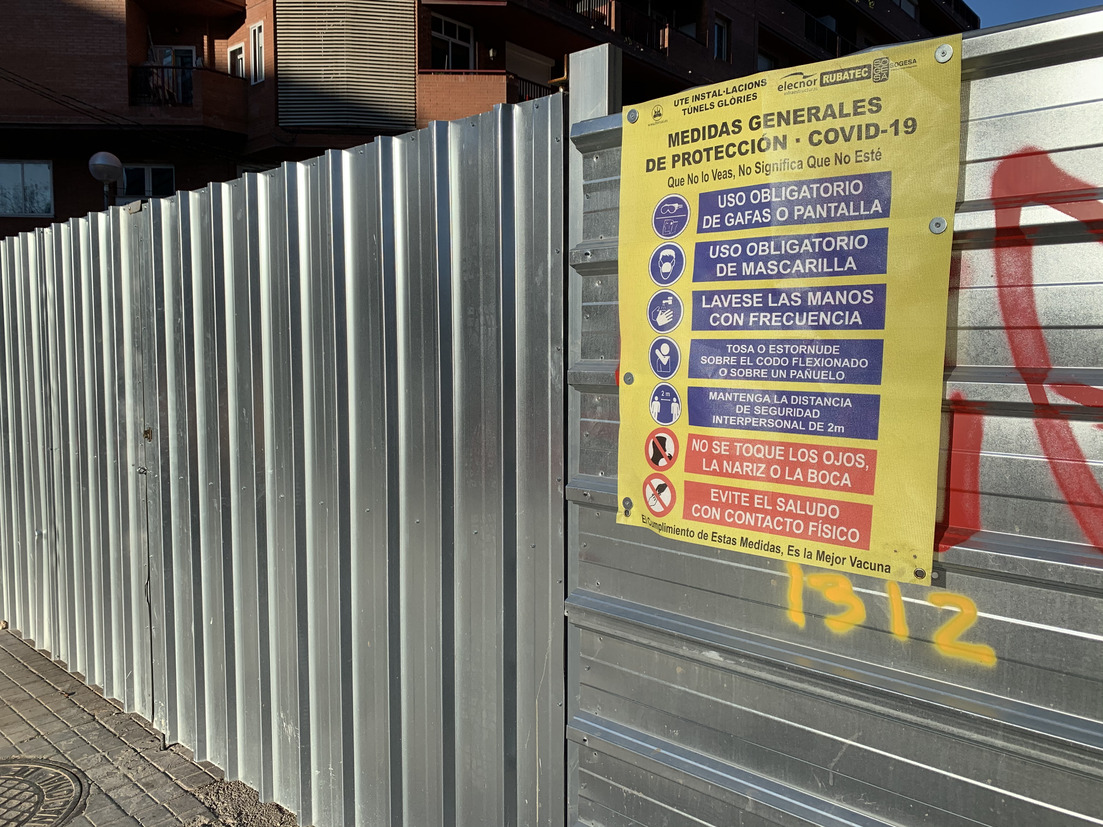 UTE INSTAL·LACIONS
TÚNELS GLÒRIES
elecnor
RUBATEC
SOGESA
MEDIDAS GENERALES
DE PROTECCIÓN · COVID-19
Que No lo Veas, No Significa Que No Esté
USO OBLIGATORIO
DE GAFAS O PANTALLA
USO OBLIGATORIO
DE MASCARILLA
LAVESE LAS MANOS
CON FRECUENCIA
TOSA O ESTORNUDE
SOBRE EL CODO FLEXIONADO
O SOBRE UN PAÑUELO
2 m
MANTENGA LA DISTANCIA
DE SEGURIDAD
INTERPERSONAL DE 2m
NO SE TOQUE LOS OJOS,
LA NARIZ O LA BOCA
EVITE EL SALUDO
CON CONTACTO FÍSICO
El Cumplimiento de Estas Medidas, Es la Mejor Vacuna
1312